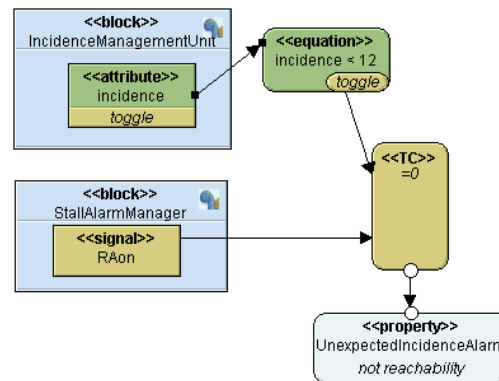 <<block>>
IncidenceManagementUnit
<<attribute>>
incidence
toggle
<<equation>>
incidence < 12
toggle
<<TC>>
=0
<<block>>
StallAlarmManager
<<signal>>
RAon
<<property>>
UnexpectedIncidenceAlarm
not reachability